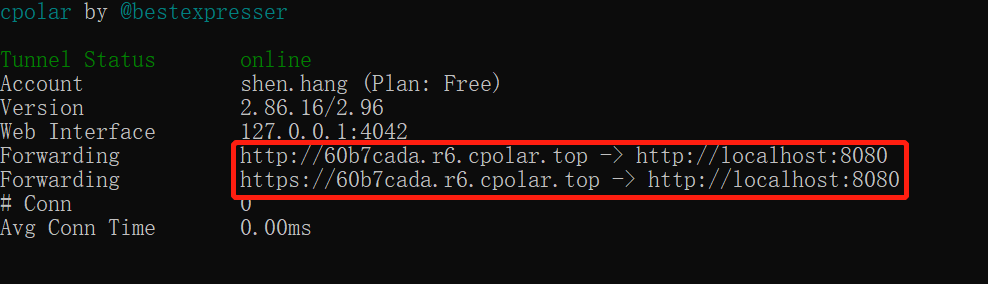 cpolar by @bestexpresser
Tunnel Status online
Account shen.hang (Plan: Free)
Version 2.86.16/2.96
Web Interface 127.0.0.1:4042
Forwarding http://60b7cada.r6.cpolar.top -> http://localhost:8080
Forwarding https://60b7cada.r6.cpolar.top -> http://localhost:8080
# Conn 0
Avg Conn Time 0.00ms